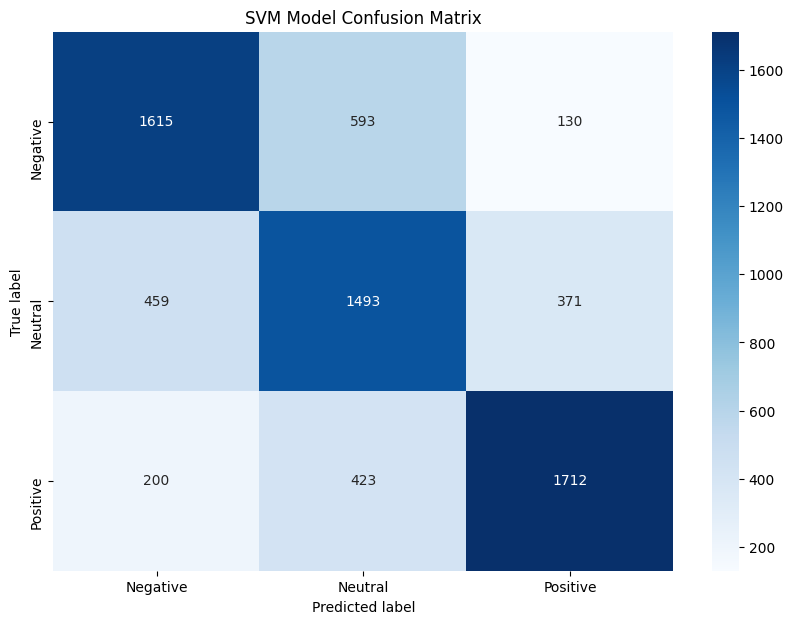 SVM Model Confusion Matrix
True label
Negative
1615 593 130
Neutral
459 1493 371
Positive
200 423 1712
Negative Neutral Positive
Predicted label
1600
1400
1200
1000
800
600
400
200